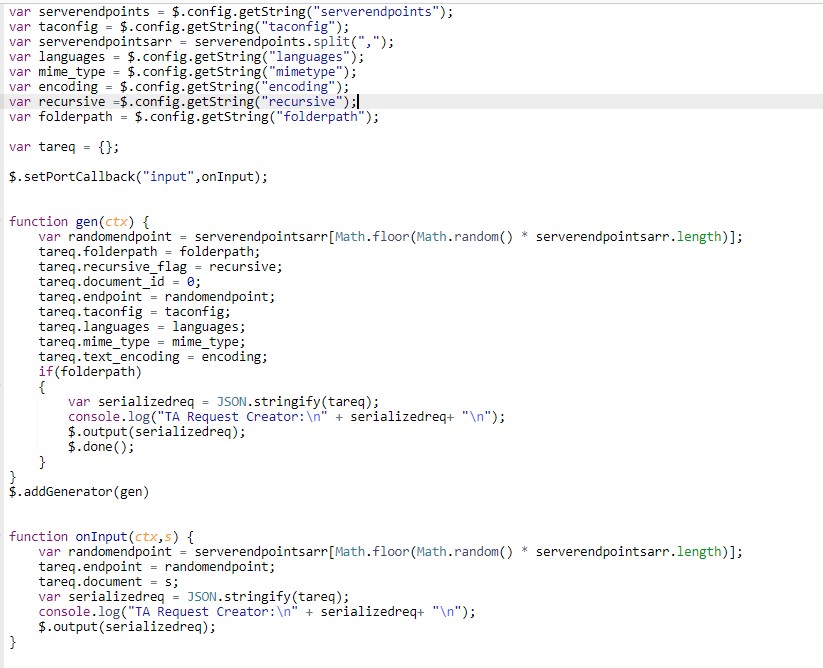 var serverendpoints = $.config.getString("serverendpoints");
var taconfig = $.config.getString("taconfig");
var serverendpointsarr = serverendpoints.split(",");
var languages = $.config.getString("languages");
var mime_type = $.config.getString("mimetype");
var encoding = $.config.getString("encoding");
var recursive =$.config.getString("recursive");
var folderpath = $.config.getString("folderpath");
var tareq = {};
$.setPortCallback("input",onInput);
function gen(ctx) {
var randomendpoint = serverendpointsarr[Math.floor(Math.random() * serverendpointsarr.length)];
tareq.folderpath = folderpath;
tareq.recursive_flag = recursive;
tareq.document_id = 0;
tareq.endpoint = randomendpoint;
tareq.taconfig = taconfig;
tareq.languages = languages;
tareq.mime_type = mime_type;
tareq.text_encoding = encoding;
if(folderpath)
{
var serializedreq = JSON.stringify(tareq);
console.log("TA Request Creator:\n" + serializedreq+ "\n");
$.output(serializedreq);
$.done();
}
}
$.addGenerator(gen)
function onInput(ctx,s) {
var randomendpoint = serverendpointsarr[Math.floor(Math.random() * serverendpointsarr.length)];
tareq.endpoint = randomendpoint;
tareq.document = s;
var serializedreq = JSON.stringify(tareq);
console.log("TA Request Creator:\n" + serializedreq+ "\n");
$.output(serializedreq);
}